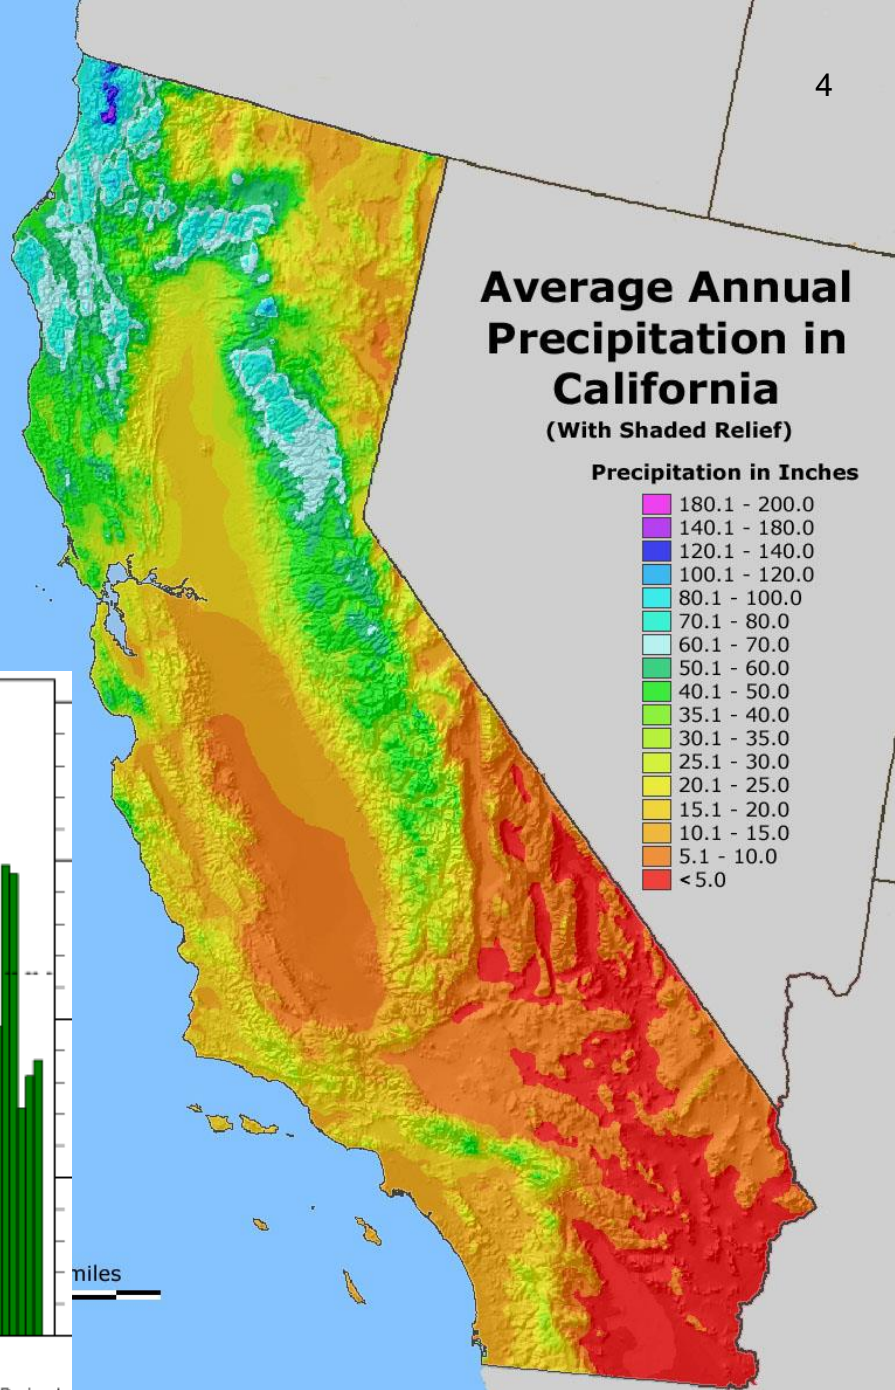 4
Average Annual
Precipitation in
California
(With Shaded Relief)
Precipitation in Inches
180.1 - 200.0
140.1 - 180.0
120.1 - 140.0
100.1 - 120.0
80.1 - 100.0
70.1 - 80.0
60.1 - 70.0
50.1 - 60.0
40.1 - 50.0
35.1 - 40.0
30.1 - 35.0
25.1 - 30.0
20.1 - 25.0
15.1 - 20.0
10.1 - 15.0
5.1 - 10.0
< 5.0
miles